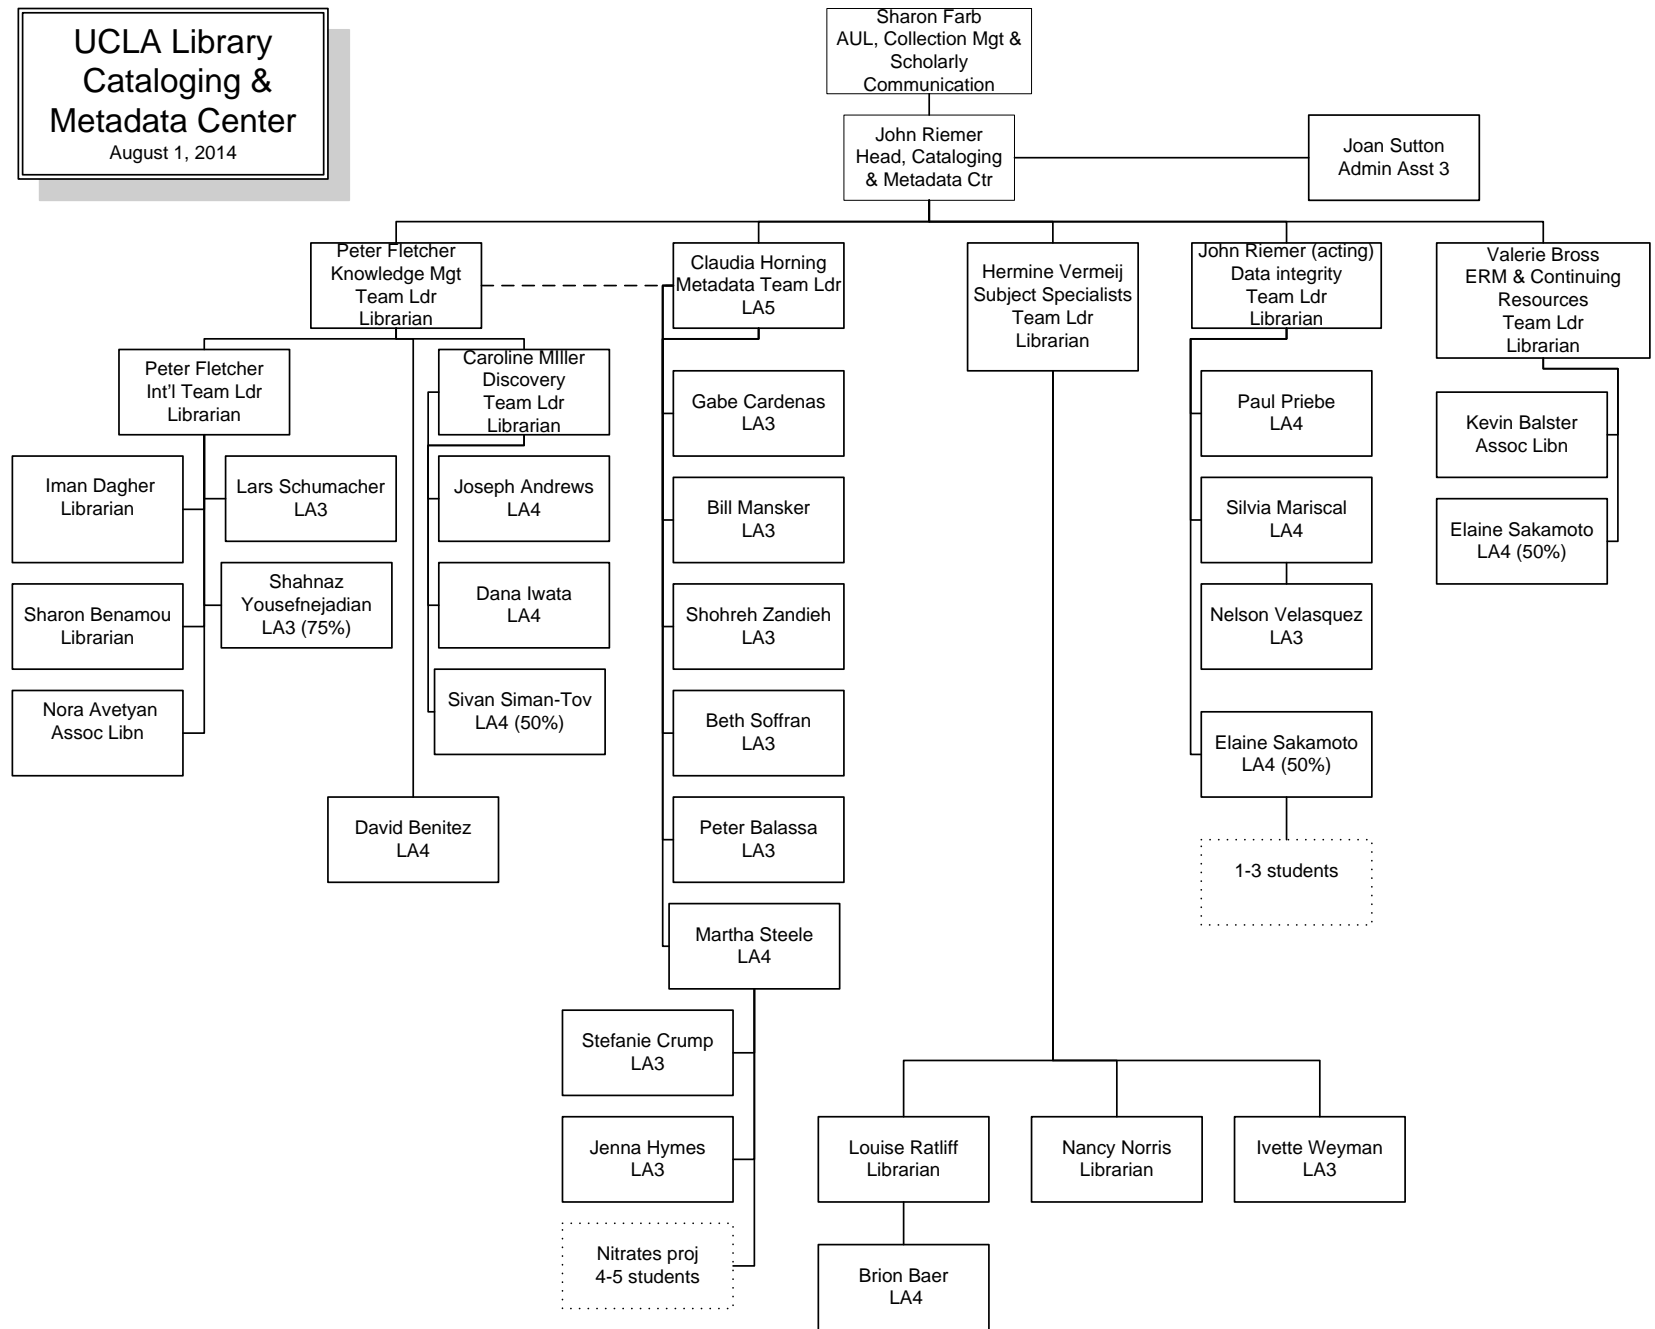 UCLA Library
Cataloging &
Metadata Center
August 1, 2014
Sharon Farb
AUL, Collection Mgt &
Scholarly
Communication
John Riemer
Head, Cataloging
& Metadata Ctr
Joan Sutton
Admin Asst 3
Peter Fletcher
Knowledge Mgt
Team Ldr
Librarian
Claudia Horning
Metadata Team Ldr
LA5
Hermine Vermeij
Subject Specialists
Team Ldr
Librarian
John Riemer (acting)
Data integrity
Team Ldr
Librarian
Valerie Bross
ERM & Continuing
Resources
Team Ldr
Librarian
Peter Fletcher
Int'l Team Ldr
Librarian
Caroline MIller
Discovery
Team Ldr
Librarian
Iman Dagher
Librarian
Lars Schumacher
LA3
Sharon Benamou
Librarian
Shahnaz
Yousefnejadian
LA3 (75%)
Nora Avetyan
Assoc Libn
Joseph Andrews
LA4
Dana Iwata
LA4
Sivan Siman-Tov
LA4 (50%)
David Benitez
LA4
Gabe Cardenas
LA3
Bill Mansker
LA3
Shohreh Zandieh
LA3
Beth Soffran
LA3
Peter Balassa
LA3
Martha Steele
LA4
Stefanie Crump
LA3
Jenna Hymes
LA3
Nitrates proj
4-5 students
Louise Ratliff
Librarian
Nancy Norris
Librarian
Ivette Weyman
LA3
Brion Baer
LA4
Paul Priebe
LA4
Silvia Mariscal
LA4
Nelson Velasquez
LA3
Elaine Sakamoto
LA4 (50%)
1-3 students
Kevin Balster
Assoc Libn
Elaine Sakamoto
LA4 (50%)